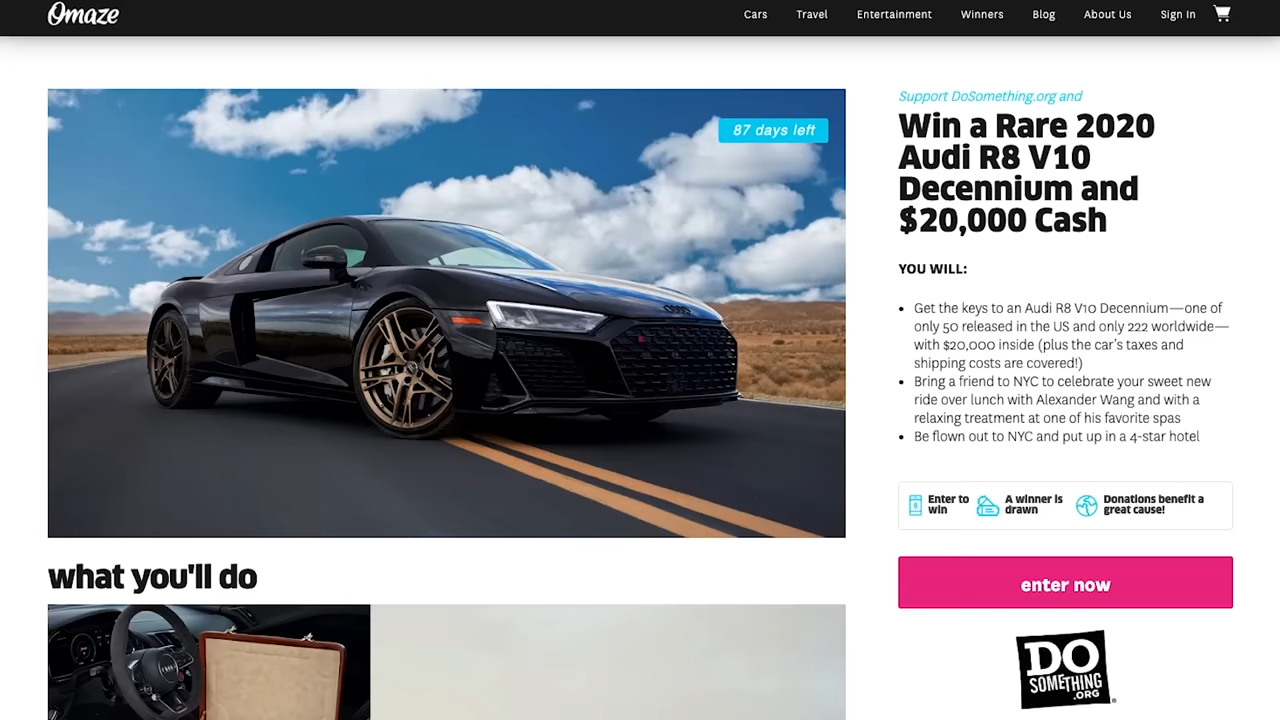 Omaze
Cars Travel Entertainment Winners Blog About Us Sign In
87 days left
Support DoSomething.org and
Win a Rare 2020
Audi R8 V10
Decennium and
$20,000 Cash
YOU WILL:
• Get the keys to an Audi R8 V10 Decennium—one of
only 50 released in the US and only 222 worldwide—
with $20,000 inside (plus the car's taxes and
shipping costs are covered!)
• Bring a friend to NYC to celebrate your sweet new
ride over lunch with Alexander Wang and with a
relaxing treatment at one of his favorite spas
• Be flown out to NYC and put up in a 4-star hotel
Enter to
win
A winner is
drawn
Donations benefit a
great cause!
enter now
DO
SOMETHING
.ORG
what you'll do